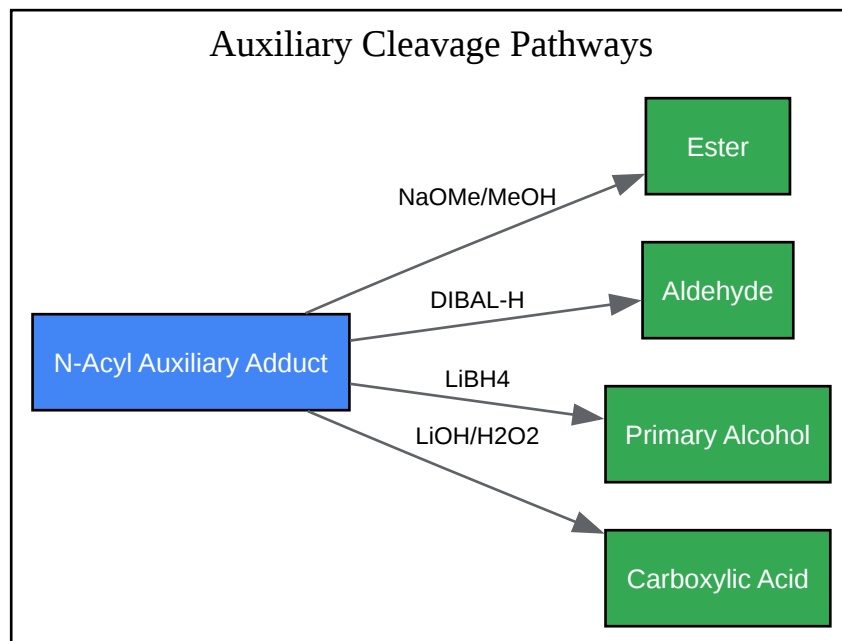 Auxiliary Cleavage Pathways
Ester
NaOMe/MeOH
Aldehyde
DIBAL-H
N-Acyl Auxiliary Adduct
LiBH4
Primary Alcohol
LiOH/H2O2
Carboxylic Acid